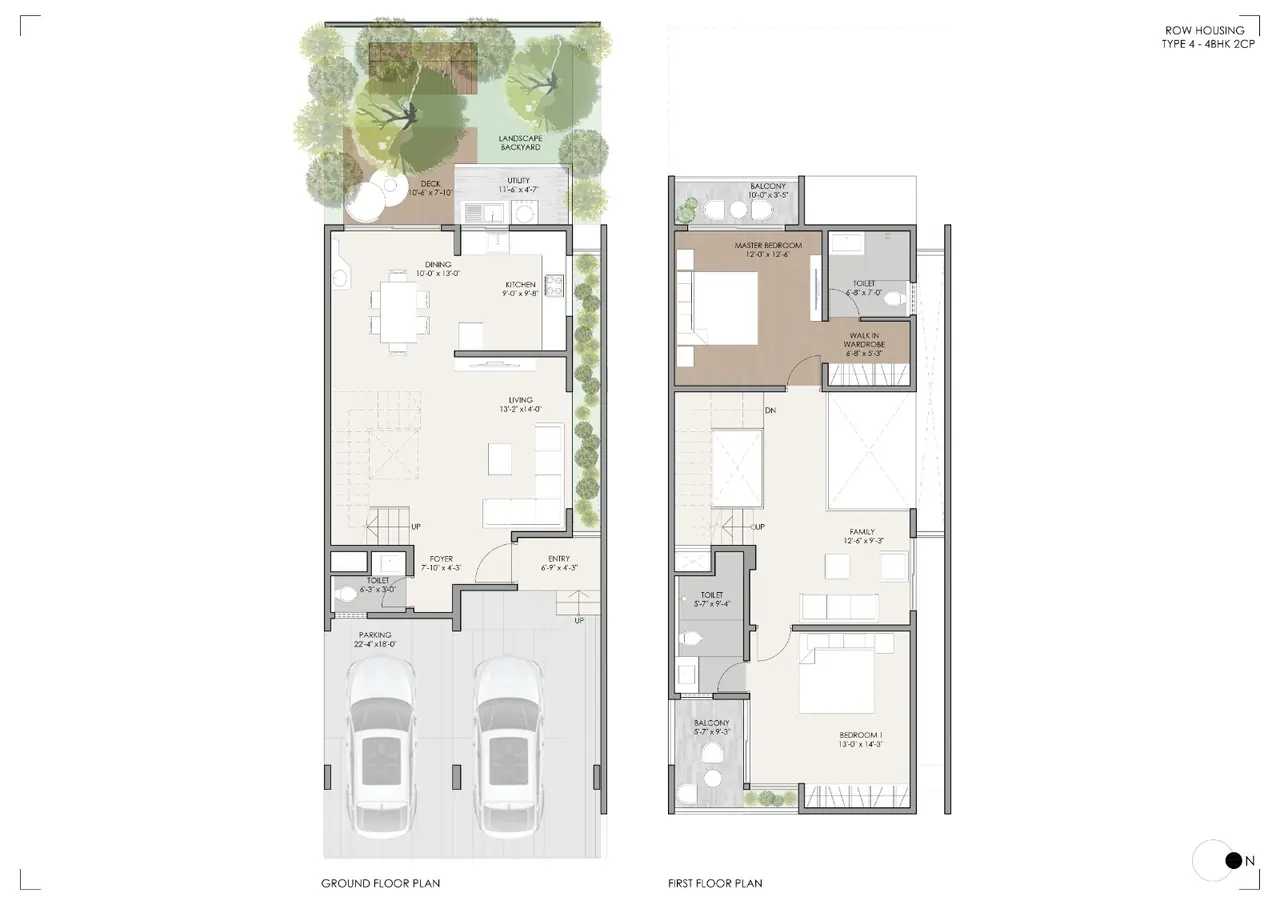 ROW HOUSING
TYPE 4 - 4BHK 2CP
LANDSCAPE
BACKYARD
DECK
10'-6" x 7'-10"
UTILITY
11'-6" x 4'-7"
DINING
10'-0" x 13'-0"
KITCHEN
9'-0" x 9'-8"
LIVING
13'-2" x14'-0"
UP
FOYER
7'-10" x 4'-3"
ENTRY
6'-9" x 4'-3"
TOILET
6'-3" x 3'-0"
UP
PARKING
22'-4" x18'-0"
GROUND FLOOR PLAN
BALCONY
10'-0" x 3'-5"
MASTER BEDROOM
12'-0" x 12'-6"
TOILET
6'-8" x 7'-0"
WALK IN
WARDROBE
6'-8" x 5'-3"
DN
UP
FAMILY
12'-6" x 9'-3"
TOILET
5'-7" x 9'-4"
BALCONY
5'-7" x 9'-3"
BEDROOM 1
13'-0" x 14'-3"
FIRST FLOOR PLAN
N